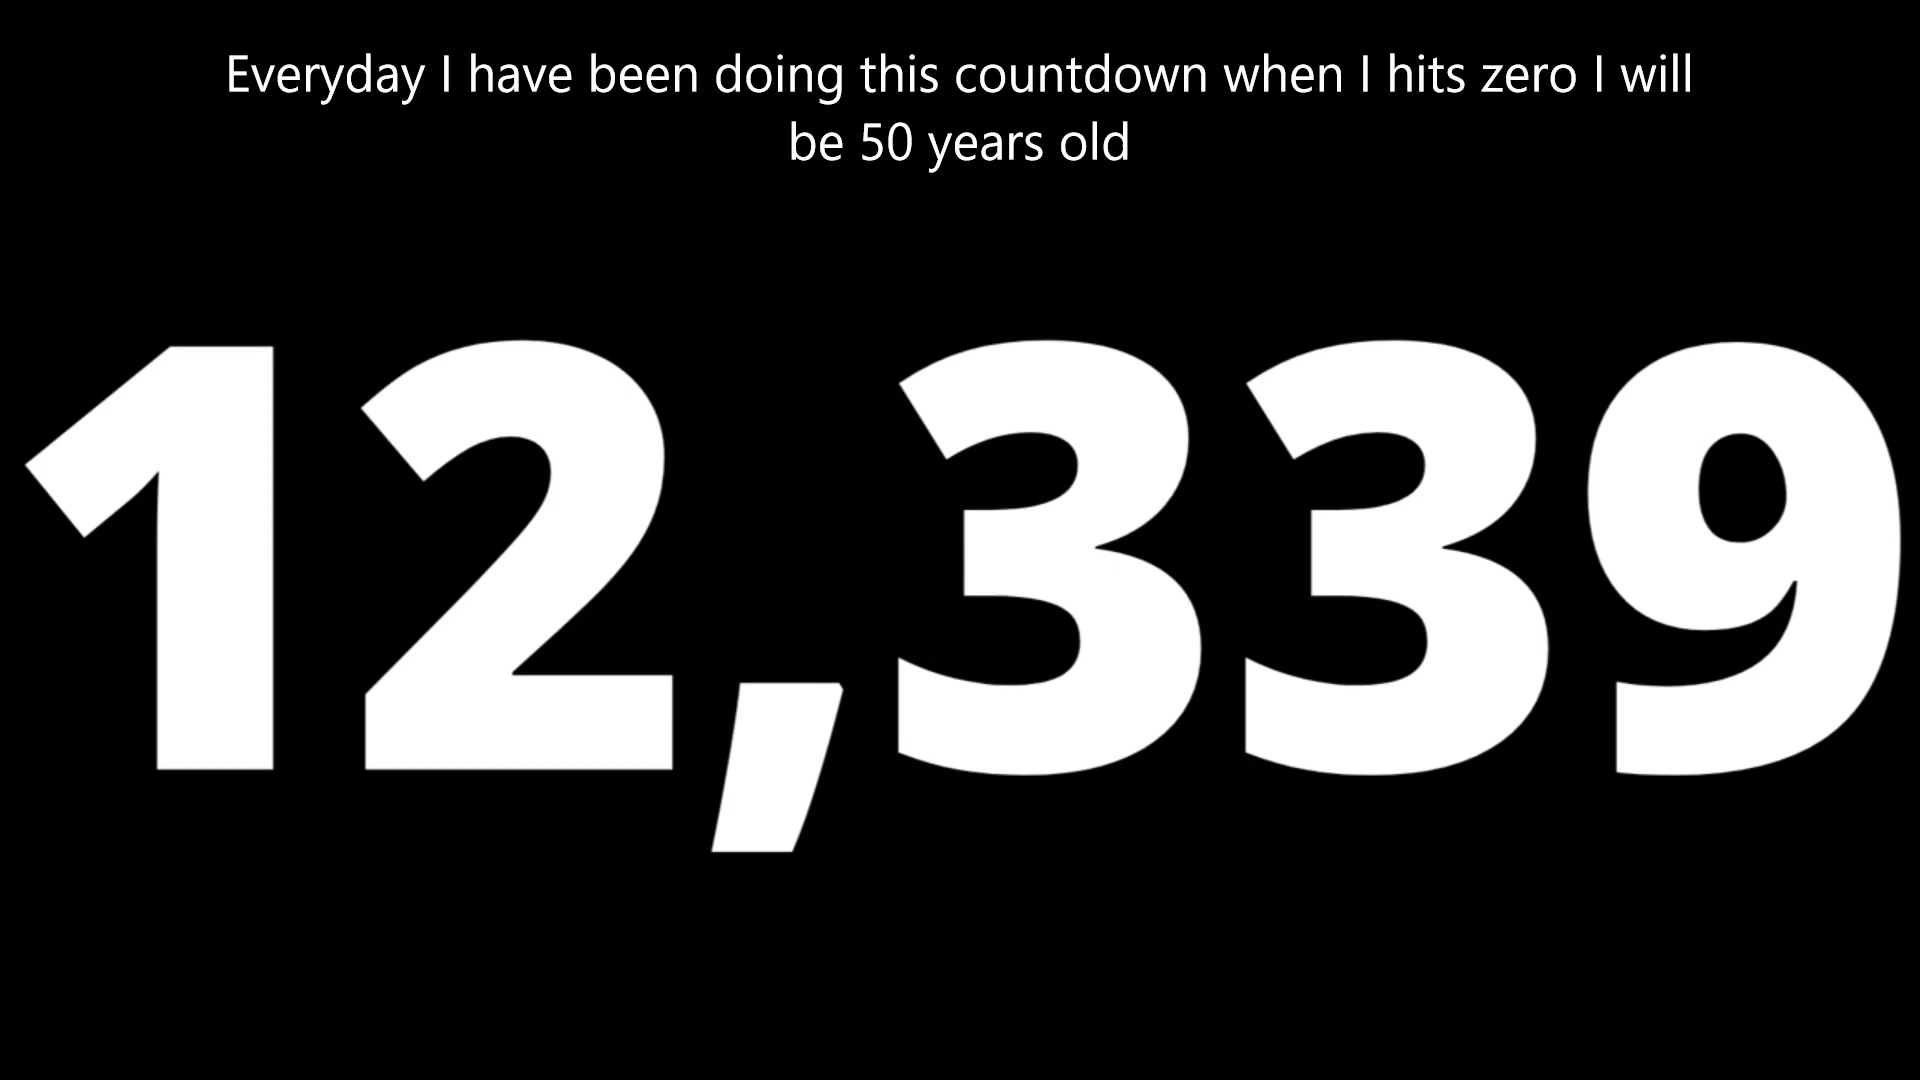 Everyday I have been doing this countdown when I hits zero I will
be 50 years old
12,339